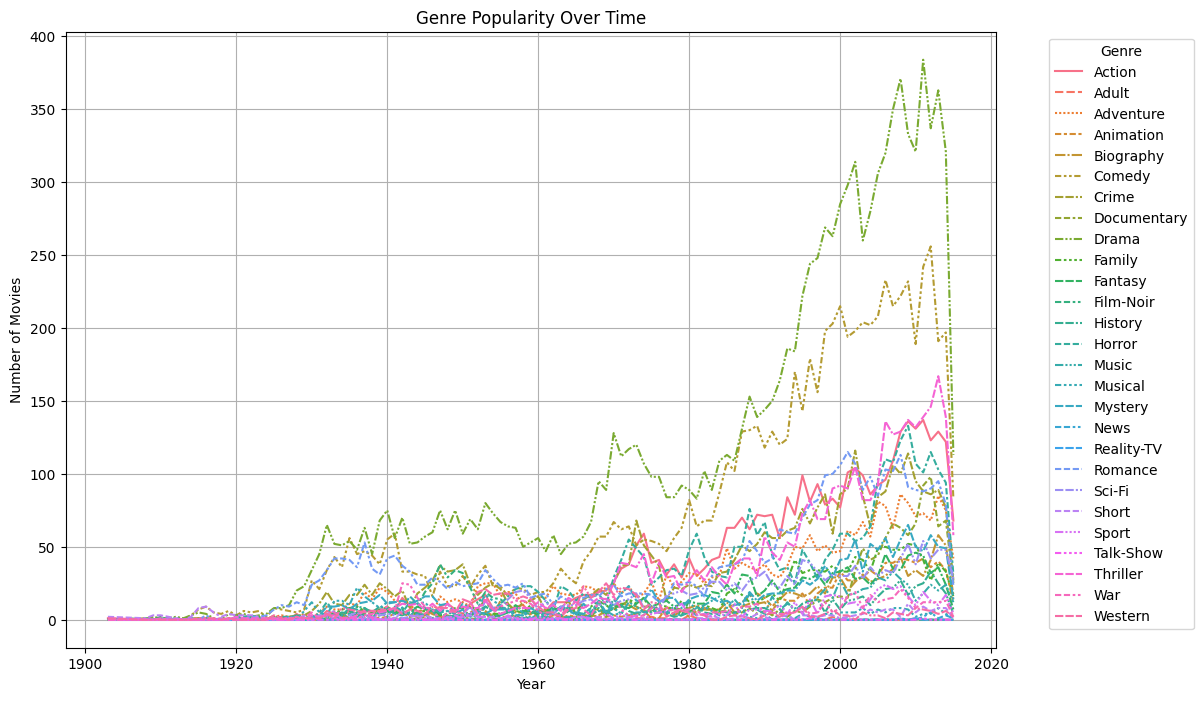 Genre Popularity Over Time
400
350
300
250
200
150
100
50
0
Number of Movies
1900
1920
1940
1960
1980
2000
2020
Year
Genre
Action
Adult
Adventure
Animation
Biography
Comedy
Crime
Documentary
Drama
Family
Fantasy
Film-Noir
History
Horror
Music
Musical
Mystery
News
Reality-TV
Romance
Sci-Fi
Short
Sport
Talk-Show
Thriller
War
Western